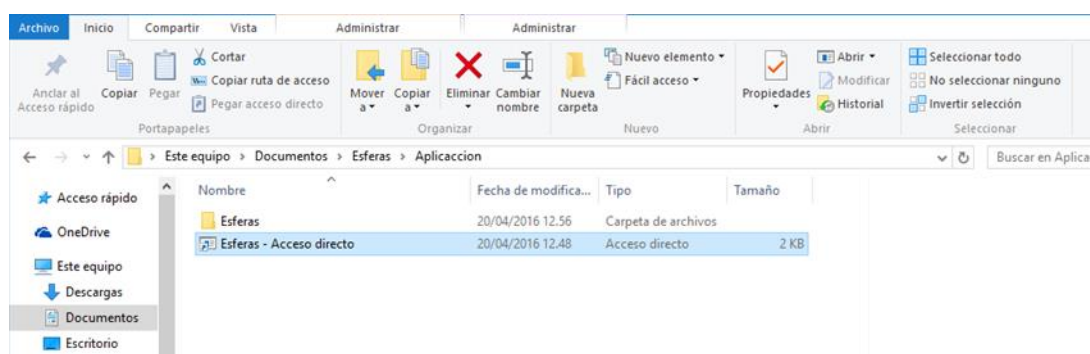 Archivo Inicio Compartir Vista Administrar Administrar
Anclar al Acceso rápido
Copiar
Pegar
Cortar
Copiar ruta de acceso
Pegar acceso directo
Portapapeles
Mover a
Copiar a
Eliminar
Cambiar nombre
Organizar
Nueva carpeta
Nuevo elemento
Fácil acceso
Nuevo
Propiedades
Abrir
Modificar
Historial
Abrir
Seleccionar todo
No seleccionar ninguno
Invertir selección
Seleccionar
Este equipo > Documentos > Esferas > Aplicaccion
Buscar en Aplica
Acceso rápido
OneDrive
Este equipo
Descargas
Documentos
Escritorio
Nombre Fecha de modifica... Tipo Tamaño
Esferas 20/04/2016 12.56 Carpeta de archivos
Esferas - Acceso directo 20/04/2016 12.48 Acceso directo 2 KB